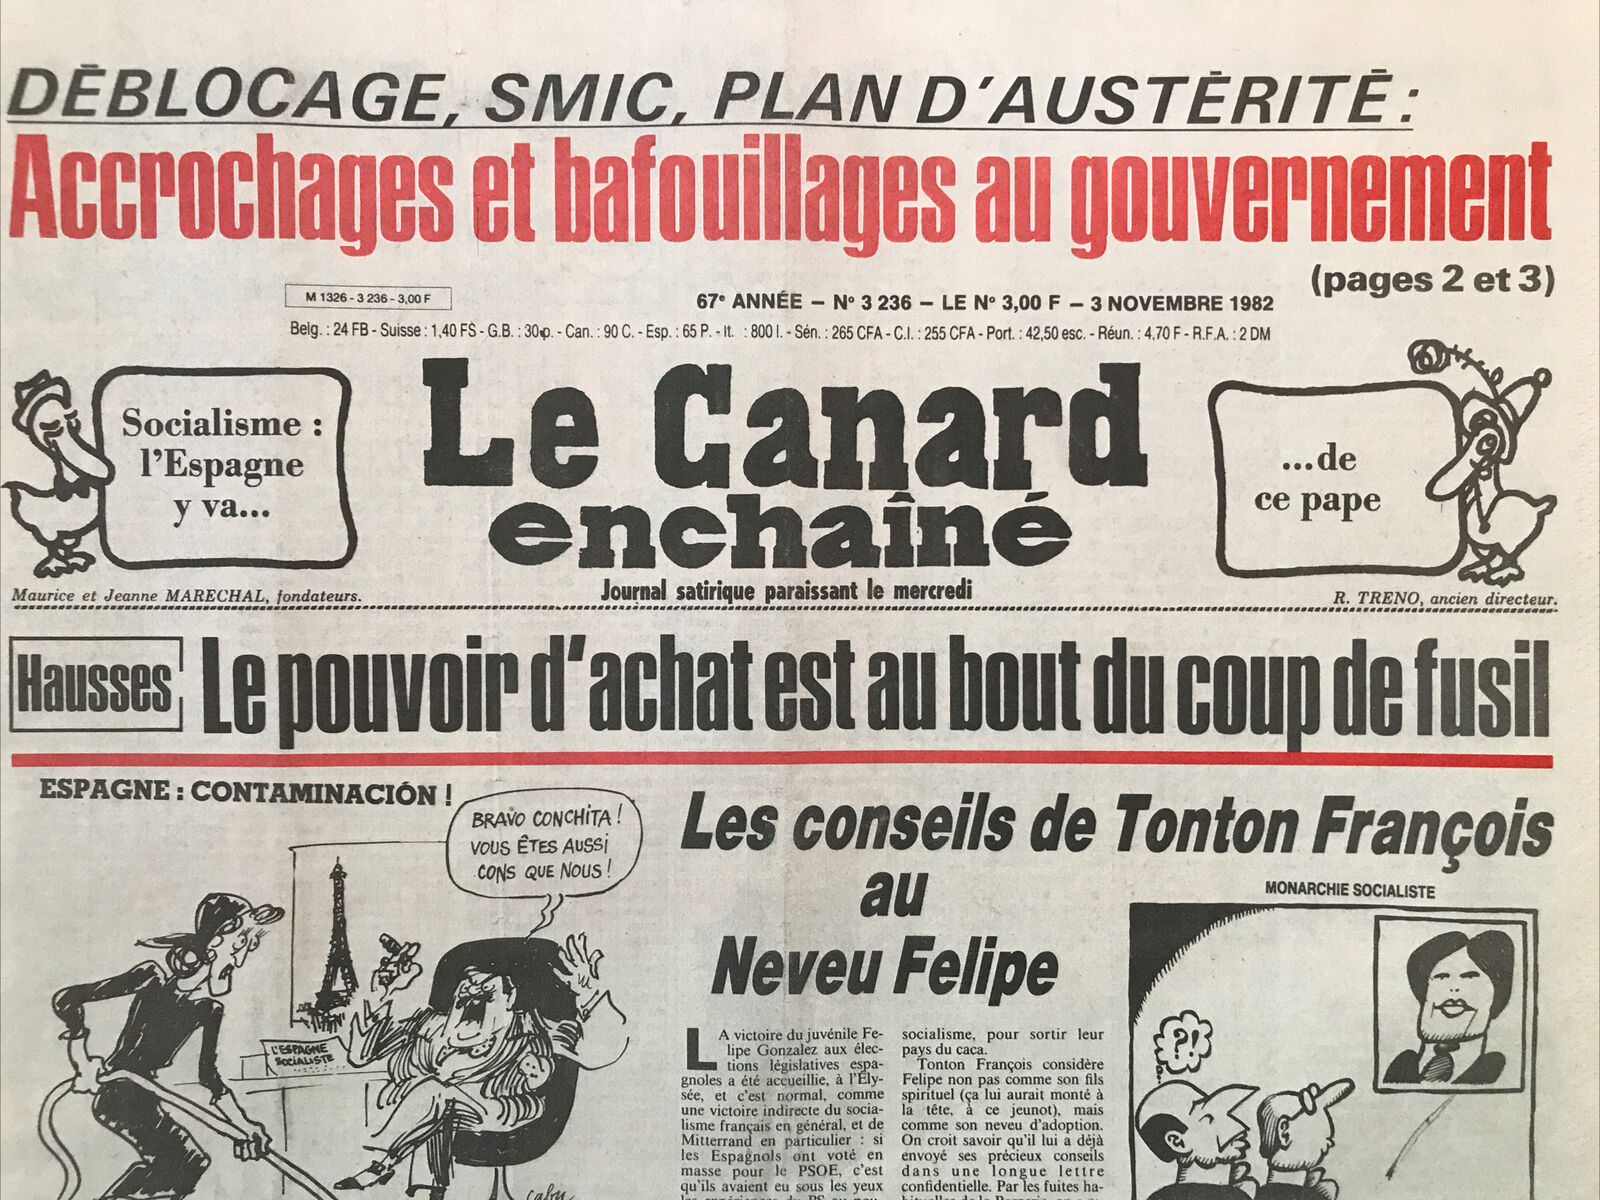 DÉBLOCAGE, SMIC, PLAN D'AUSTÉRITÉ :
Accrochages et bafouillages au gouvernement
(pages 2 et 3)
M 1326 - 3 236 - 3,00 F
67e ANNÉE – No 3 236 – LE No 3,00 F – 3 NOVEMBRE 1982
Belg. : 24 FB - Suisse : 1,40 FS - G.B. : 30 p. - Can. : 90 C. - Esp. : 65 P. - It. : 800 l. - Sén. : 265 CFA - C.I. : 255 CFA - Port. : 42,50 esc. - Réun. : 4,70 F - R.F.A. : 2 DM
Socialisme :
l'Espagne
y va...
Le Canard
enchaîné
...de
ce pape
Journal satirique paraissant le mercredi
Maurice et Jeanne MARECHAL, fondateurs.
R. TRENO, ancien directeur.
Hausses
Le pouvoir d'achat est au bout du coup de fusil
ESPAGNE : CONTAMINACIÓN !
BRAVO CONCHITA !
VOUS ÊTES AUSSI
CONS QUE NOUS !
L'ESPAGNE
SOCIALISTE
Cabu
Les conseils de Tonton François
au
Neveu Felipe
LA victoire du juvénile Fe-
lipe Gonzalez aux élec-
tions législatives espa-
gnoles a été accueillie, à l'Ely-
sée, et c'est normal, comme
une victoire indirecte du socia-
lisme français en général, et de
Mitterrand en particulier : si
les Espagnols ont voté en
masse pour le PSOE, c'est
qu'ils avaient eu sous les yeux
socialisme, pour sortir leur
pays du caca.
Tonton François considère
Felipe non pas comme son fils
spirituel (ça lui aurait monté à
la tête, à ce jeunot), mais
comme son neveu d'adoption.
On croit savoir qu'il lui a déjà
envoyé ses précieux conseils
dans une longue lettre
confidentielle. Par les fuites ha-
MONARCHIE SOCIALISTE
?!